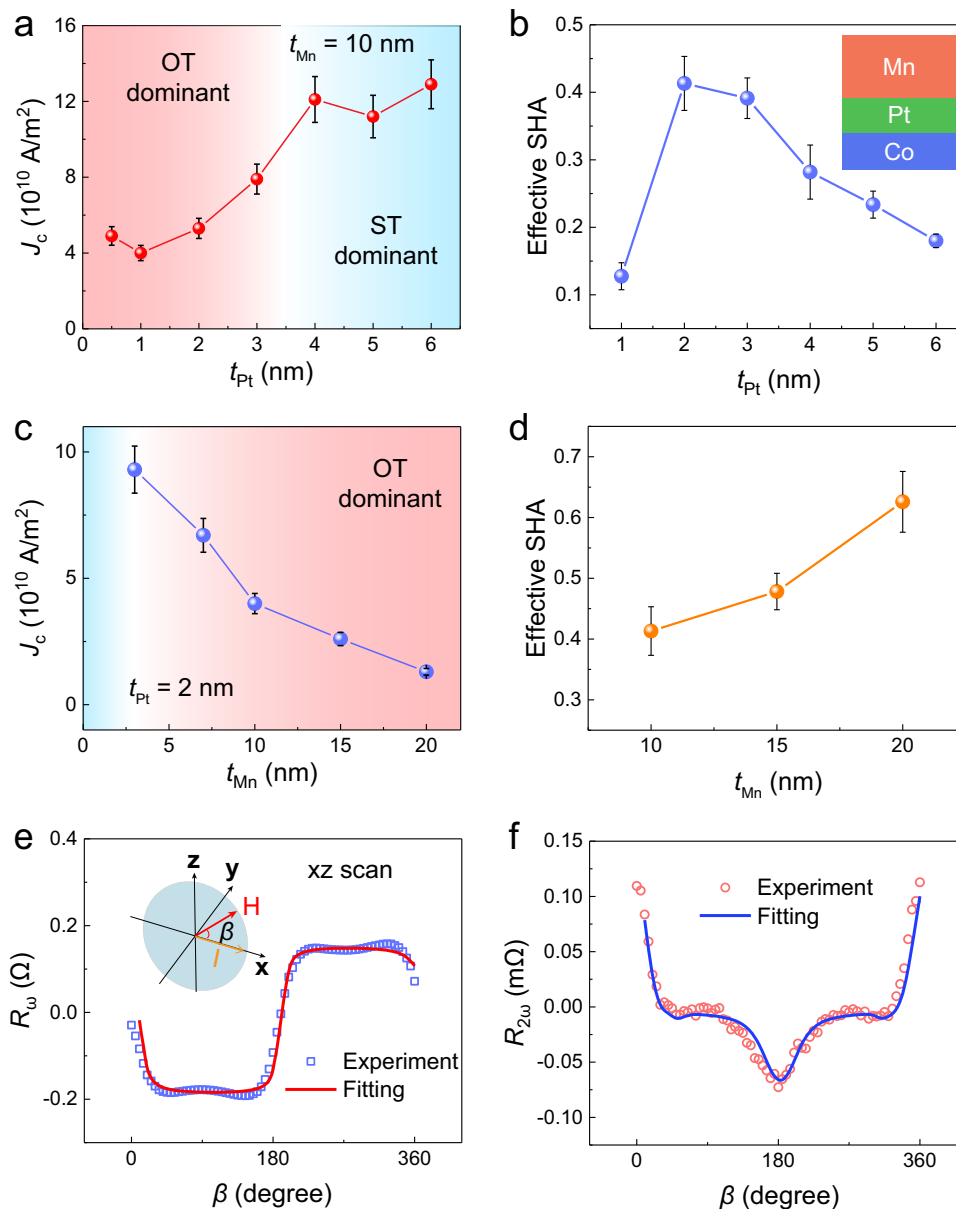 a
16
12
8
4
0
OT
dominant
t_Mn = 10 nm
ST
dominant
J_c (10^10 A/m^2)
0 1 2 3 4 5 6
t_Pt (nm)
b
0.4
0.3
0.2
0.1
Effective SHA
Mn
Pt
Co
1 2 3 4 5 6
t_Pt (nm)
c
10
5
0
J_c (10^10 A/m^2)
OT
dominant
t_Pt = 2 nm
0 5 10 15 20
t_Mn (nm)
d
0.7
0.6
0.5
0.4
0.3
Effective SHA
10 15 20
t_Mn (nm)
e
0.4
0.2
0.0
-0.2
R_ω (Ω)
z
y
H
β
I
x
xz scan
Experiment
Fitting
0 180 360
β (degree)
f
0.15
0.10
0.05
0.00
-0.05
-0.10
R_2ω (mΩ)
Experiment
Fitting
0 180 360
β (degree)